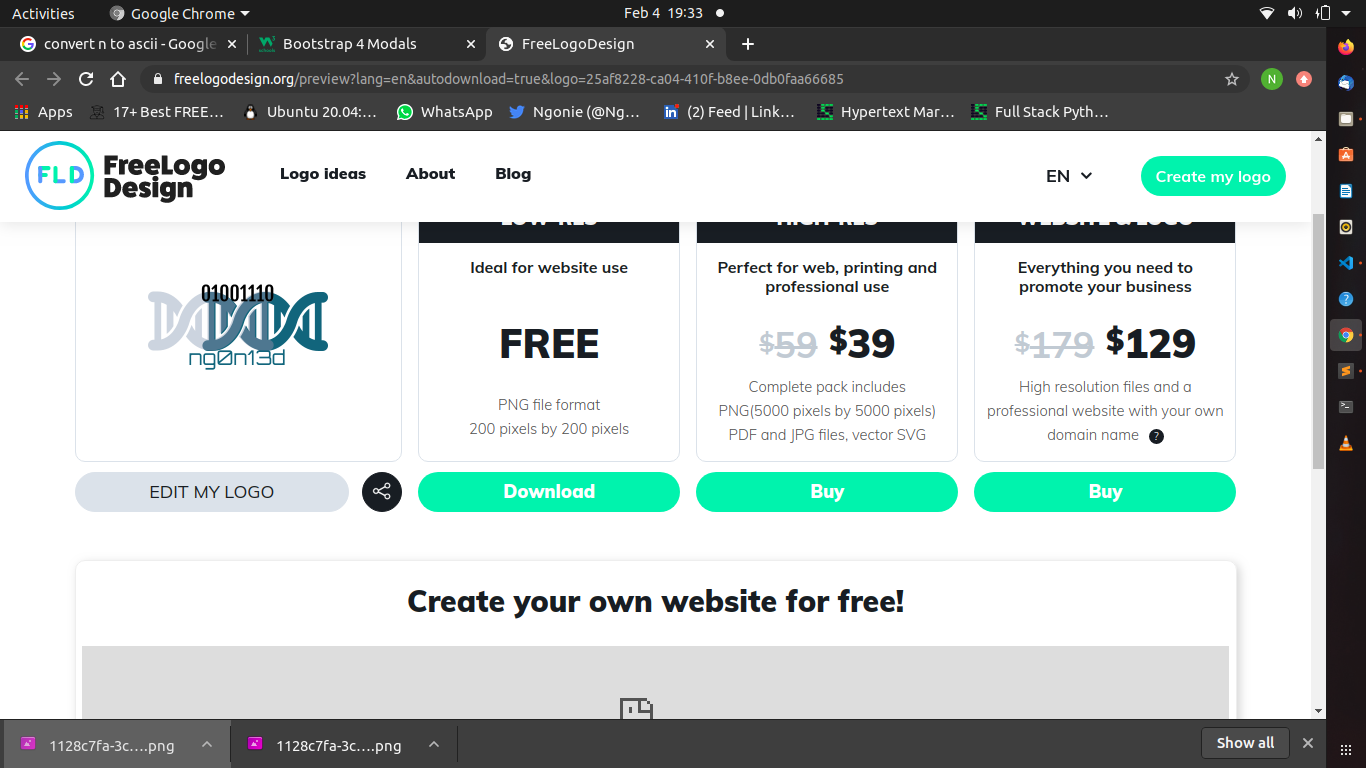 Activities
Google Chrome
Feb 4 19:33
convert n to ascii - Google
Bootstrap 4 Modals
FreeLogoDesign
freelogodesign.org/preview?lang=en&autodownload=true&logo=25af8228-ca04-410f-b8ee-0db0faa66685
N
Apps
17+ Best FREE…
Ubuntu 20.04:…
WhatsApp
Ngonie (@Ng…
(2) Feed | Link…
Hypertext Mar…
Full Stack Pyth…
FLD
FreeLogo
Design
Logo ideas
About
Blog
EN
Create my logo
LOW RES
HIGH RES
WEBSITE & LOGO
01001110
ng0n13d
Ideal for website use
FREE
PNG file format
200 pixels by 200 pixels
Perfect for web, printing and
professional use
$59 $39
Complete pack includes
PNG(5000 pixels by 5000 pixels)
PDF and JPG files, vector SVG
Everything you need to
promote your business
$179 $129
High resolution files and a
professional website with your own
domain name ?
EDIT MY LOGO
Download
Buy
Buy
Create your own website for free!
1128c7fa-3c….png
1128c7fa-3c….png
Show all